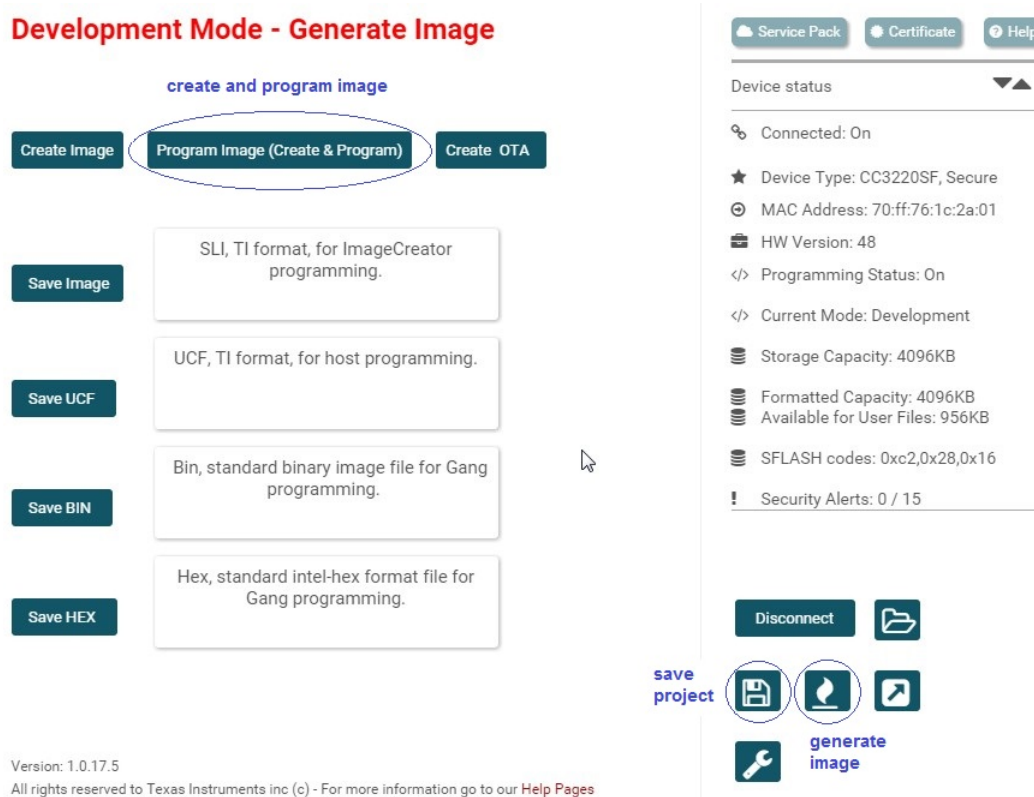 Development Mode - Generate Image
create and program image
Create Image
Program Image (Create & Program)
Create OTA
Save Image
SLI, TI format, for ImageCreator
programming.
Save UCF
UCF, TI format, for host programming.
Save BIN
Bin, standard binary image file for Gang
programming.
Save HEX
Hex, standard intel-hex format file for
Gang programming.
Version: 1.0.17.5
All rights reserved to Texas Instruments inc (c) - For more information go to our Help Pages
Service Pack
Certificate
Help
Device status
Connected: On
Device Type: CC3220SF, Secure
MAC Address: 70:ff:76:1c:2a:01
HW Version: 48
</> Programming Status: On
</> Current Mode: Development
Storage Capacity: 4096KB
Formatted Capacity: 4096KB
Available for User Files: 956KB
SFLASH codes: 0xc2,0x28,0x16
! Security Alerts: 0 / 15
Disconnect
save
project
generate
image